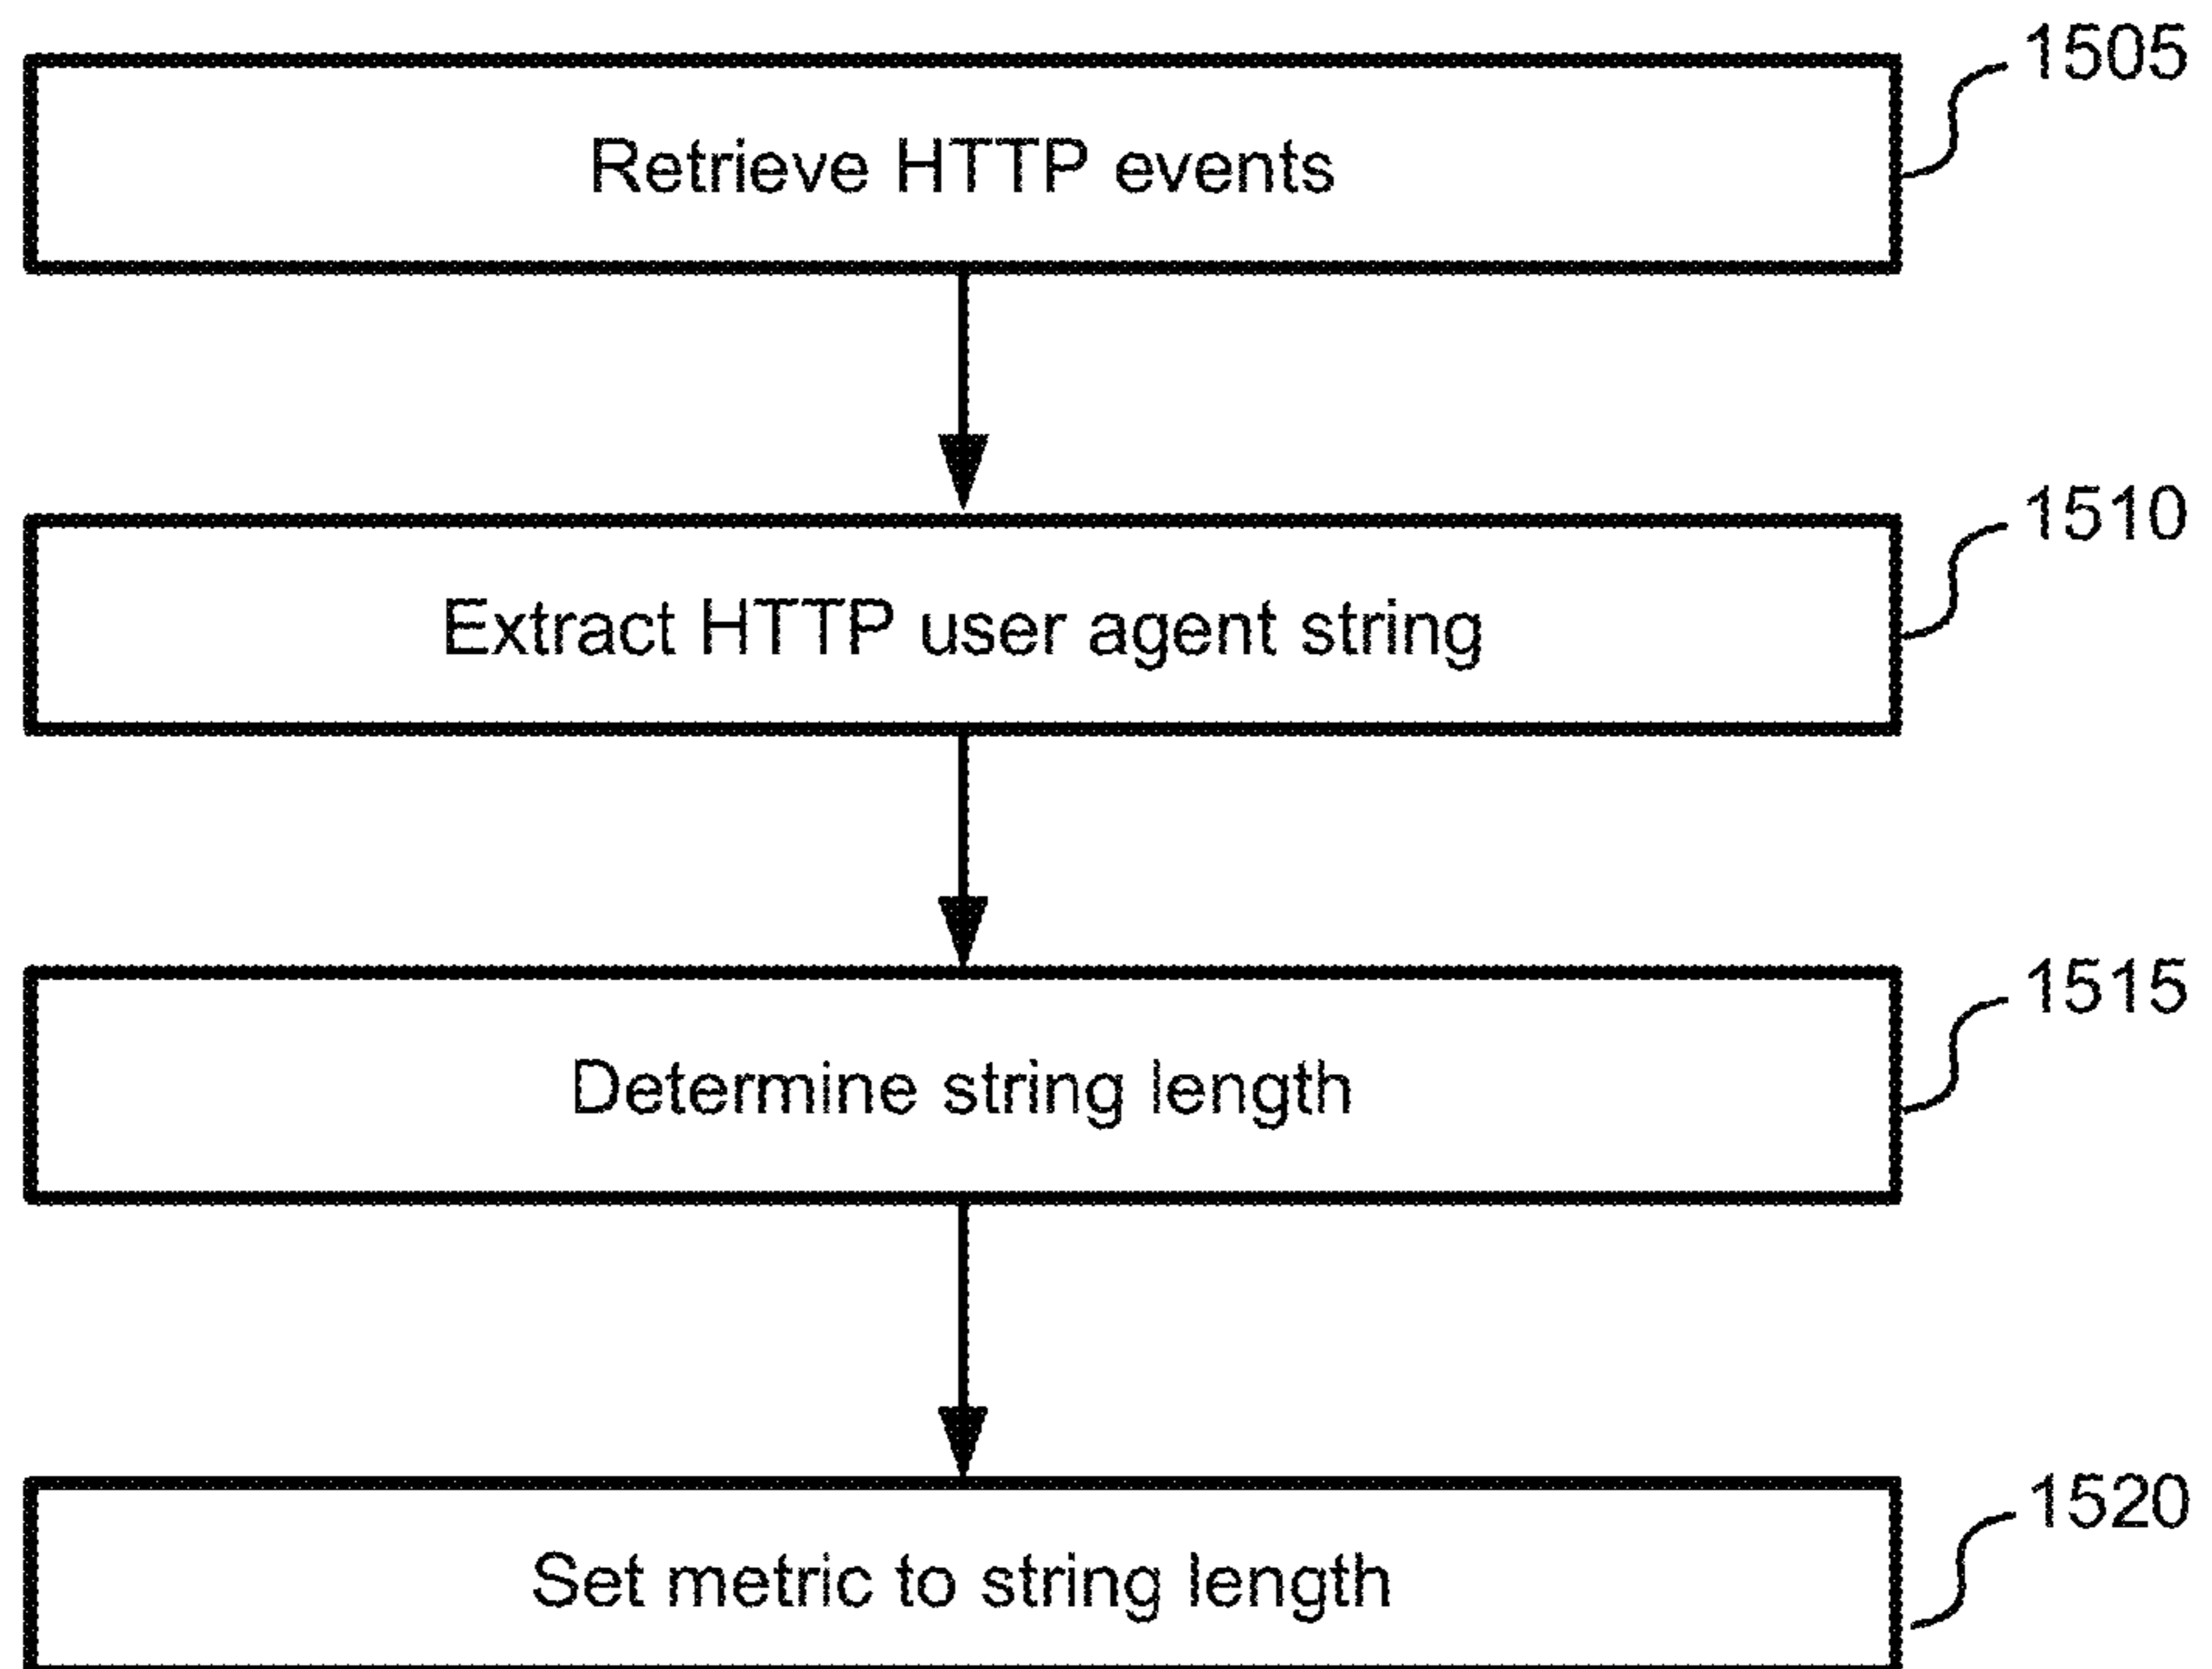 1505
Retrieve HTTP events
1510
Extract HTTP user agent string
1515
Determine string length
1520
Set metric to string length